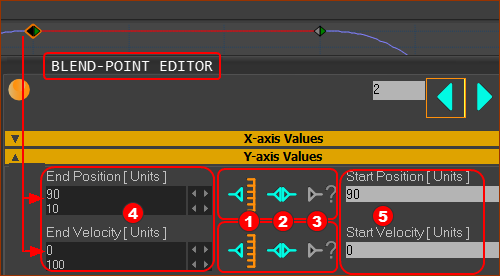 BLEND-POINT EDITOR
2
X-axis Values
Y-axis Values
End Position [ Units ]
90
10
Start Position [ Units ]
90
1 2 3
4
5
End Velocity [ Units ]
0
100
Start Velocity [ Units ]
0
?
?